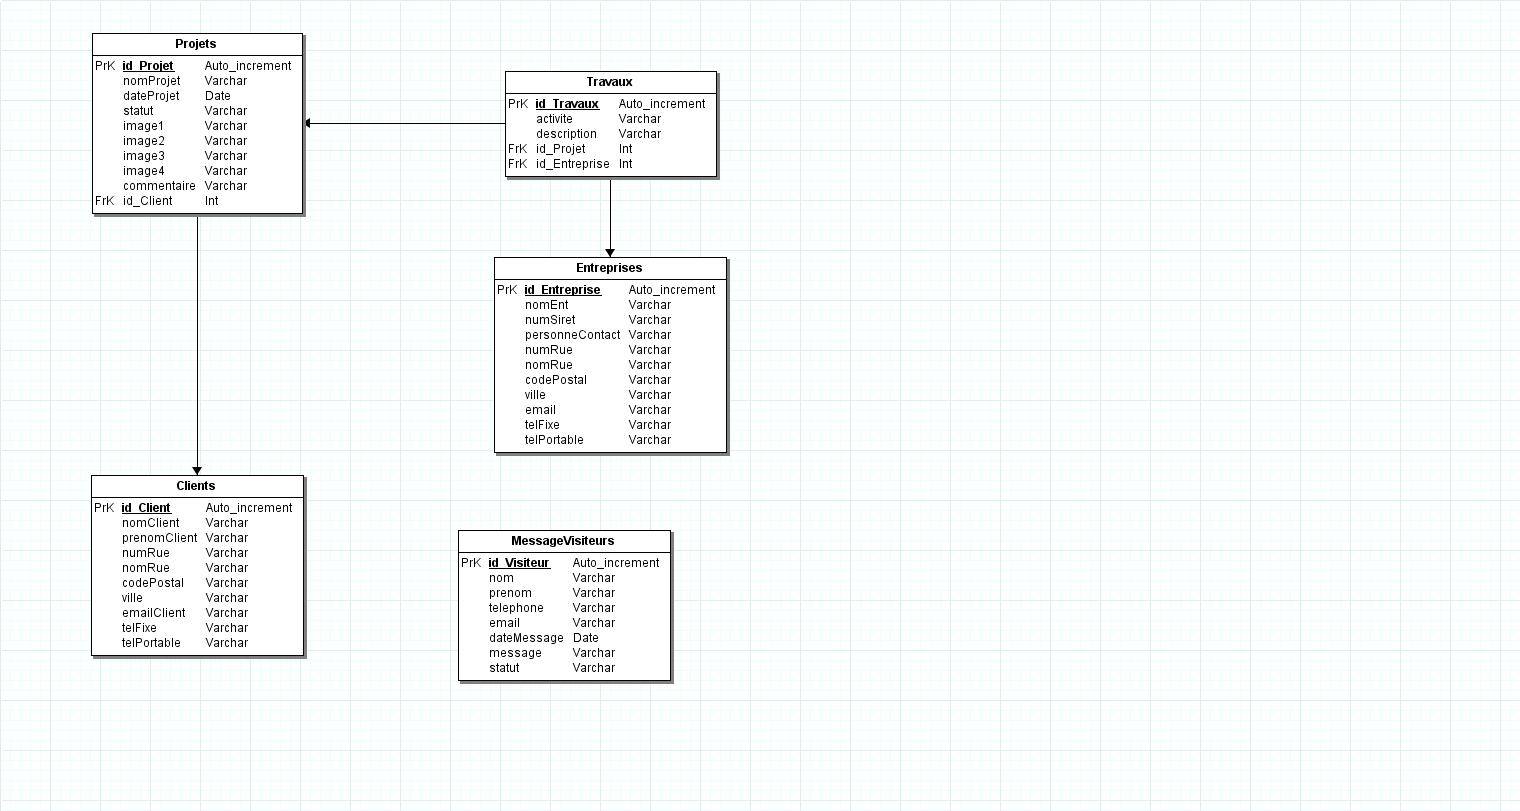 Projets
PrK id_Projet Auto_increment
nomProjet Varchar
dateProjet Date
statut Varchar
image1 Varchar
image2 Varchar
image3 Varchar
image4 Varchar
commentaire Varchar
FrK id_Client Int
Travaux
PrK id_Travaux Auto_increment
activite Varchar
description Varchar
FrK id_Projet Int
FrK id_Entreprise Int
Entreprises
PrK id_Entreprise Auto_increment
nomEnt Varchar
numSiret Varchar
personneContact Varchar
numRue Varchar
nomRue Varchar
codePostal Varchar
ville Varchar
email Varchar
telFixe Varchar
telPortable Varchar
Clients
PrK id_Client Auto_increment
nomClient Varchar
prenomClient Varchar
numRue Varchar
nomRue Varchar
codePostal Varchar
ville Varchar
emailClient Varchar
telFixe Varchar
telPortable Varchar
MessageVisiteurs
PrK id_Visiteur Auto_increment
nom Varchar
prenom Varchar
telephone Varchar
email Varchar
dateMessage Date
message Varchar
statut Varchar